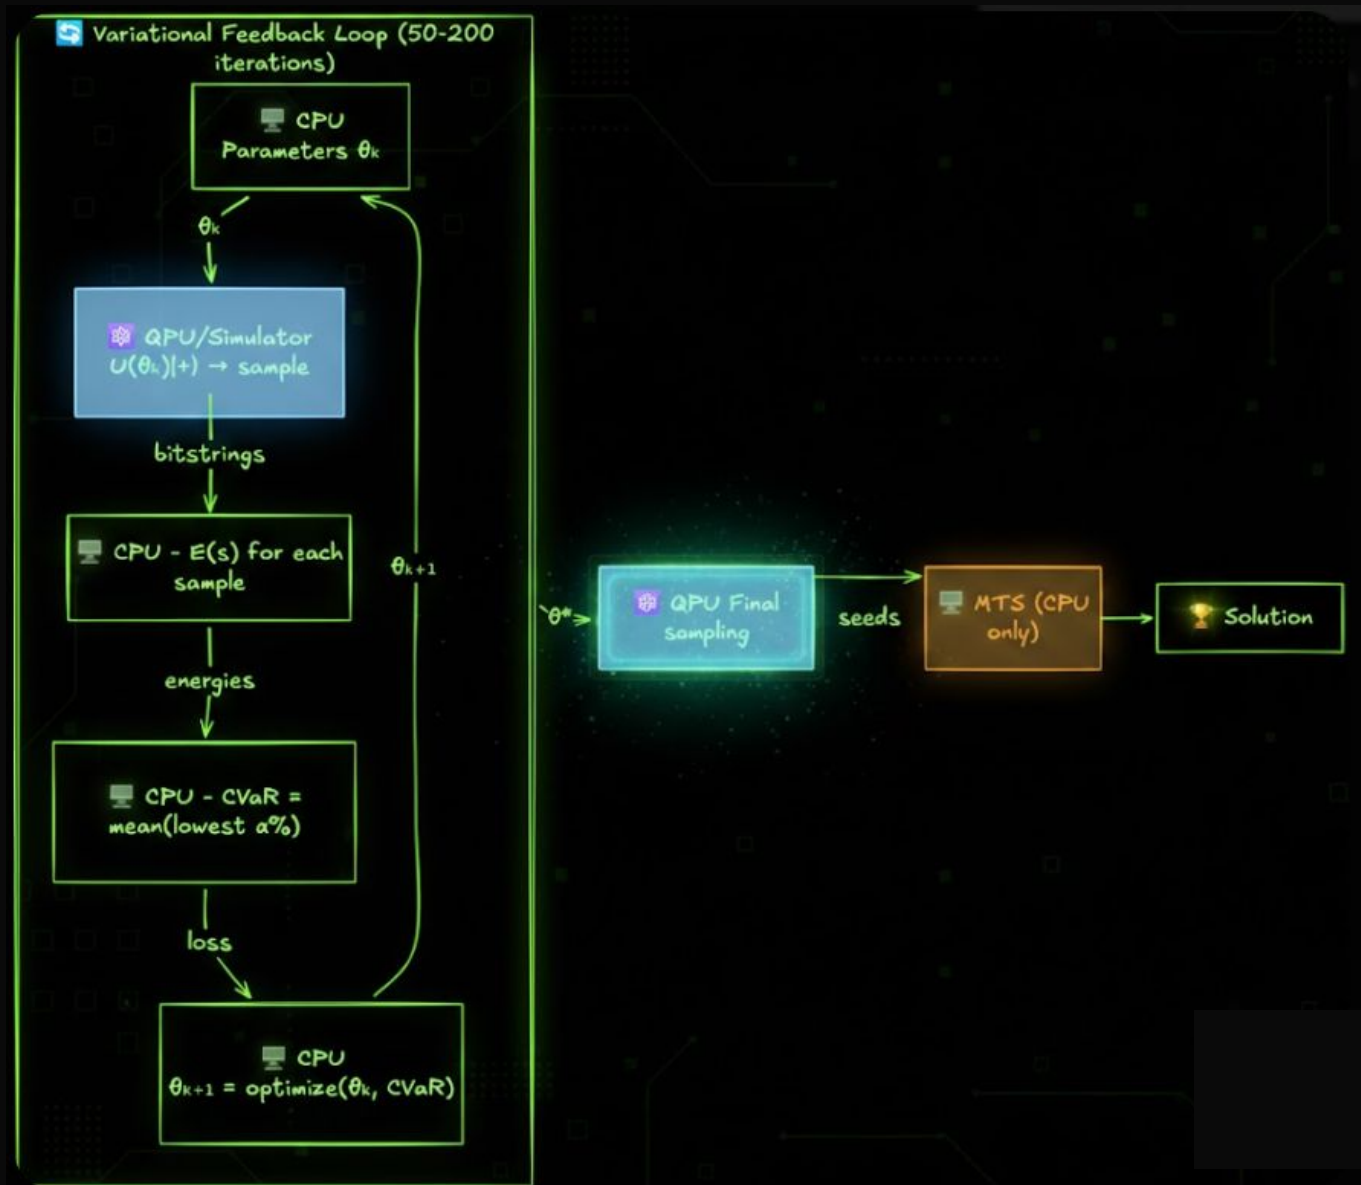 🔄 Variational Feedback Loop (50-200
iterations)
🖥️ CPU
Parameters θₖ
θₖ
QPU/Simulator
U(θₖ)|+⟩ → sample
bitstrings
🖥️ CPU - E(s) for each
sample
energies
🖥️ CPU - CVaR =
mean(lowest α%)
loss
🖥️ CPU
θₖ₊₁ = optimize(θₖ, CVaR)
θₖ₊₁
θ*
QPU Final
sampling
seeds
🖥️ MTS (CPU
only)
🏆 Solution